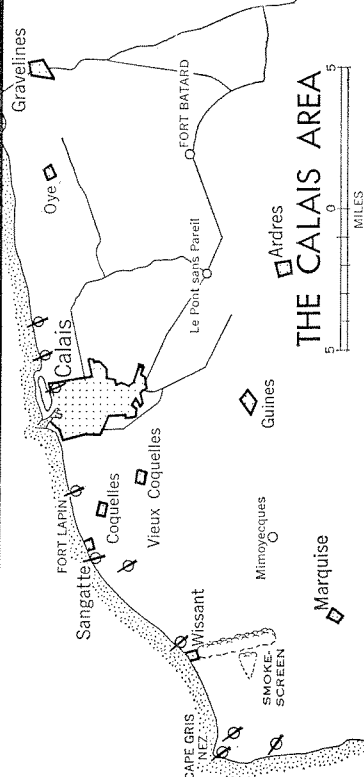 Gravelines
Oye
FORT BATARD
Calais
Le Pont sans Pareil
Ardres
THE CALAIS AREA
5 0 5
MILES
FORT LAPIN
Sangatte
Coquelles
Vieux Coquelles
Guines
Mimoyecques
Wissant
Marquise
SMOKE-
SCREEN
CAPE GRIS
NEZ